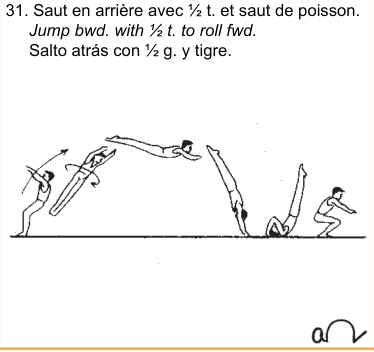 31. Saut en arrière avec ½ t. et saut de poisson.
Jump bwd. with ½ t. to roll fwd.
Salto atrás con ½ g. y tigre.